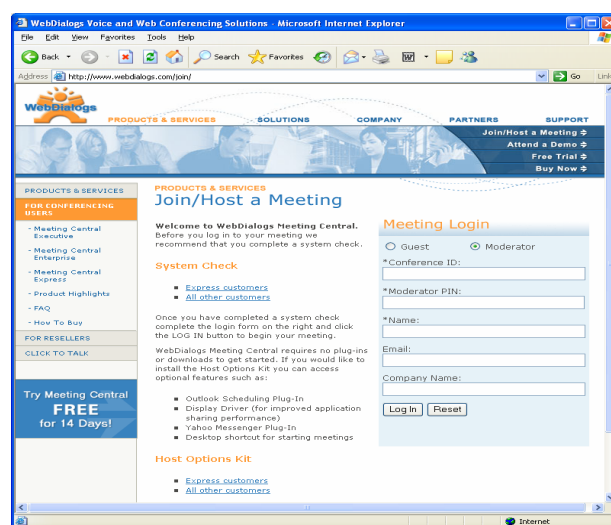 WebDialogs Voice and Web Conferencing Solutions - Microsoft Internet Explorer
File Edit View Favorites Tools Help
Back Search Favorites
Address http://www.webdialogs.com/join/ Go Link
WebDialogs
PRODUCTS & SERVICES SOLUTIONS COMPANY PARTNERS SUPPORT
Join/Host a Meeting
Attend a Demo
Free Trial
Buy Now
PRODUCTS & SERVICES
FOR CONFERENCING
USERS
- Meeting Central
Executive
- Meeting Central
Enterprise
- Meeting Central
Express
- Product Highlights
- FAQ
- How To Buy
FOR RESELLERS
CLICK TO TALK
Try Meeting Central
FREE
for 14 Days!
PRODUCTS & SERVICES
Join/Host a Meeting
Welcome to WebDialogs Meeting Central.
Before you log in to your meeting we
recommend that you complete a system check.
System Check
Express customers
All other customers
Once you have completed a system check
complete the login form on the right and click
the LOG IN button to begin your meeting.
WebDialogs Meeting Central requires no plug-ins
or downloads to get started. If you would like to
install the Host Options Kit you can access
optional features such as:
Outlook Scheduling Plug-In
Display Driver (for improved application
sharing performance)
Yahoo Messenger Plug-In
Desktop shortcut for starting meetings
Host Options Kit
Express customers
All other customers
Meeting Login
Guest Moderator
*Conference ID:
*Moderator PIN:
*Name:
Email:
Company Name:
Log In Reset
Internet